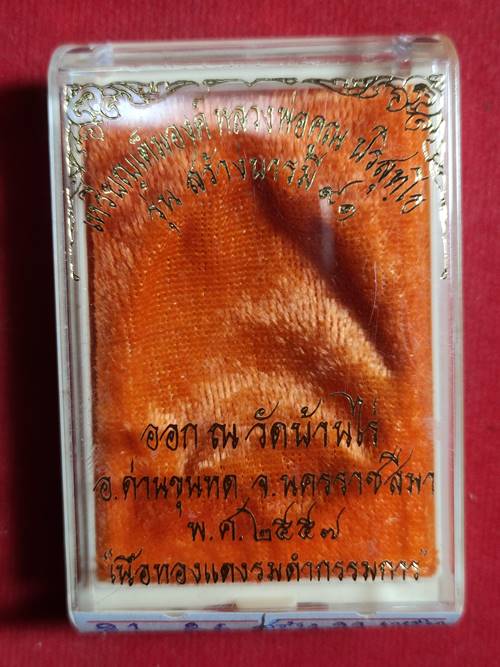 เหรียญเต็มองค์ หลวงพ่อคูณ ปริสุทฺโธ
รุ่น สร้างบารมี ๙๑
ออก ณ วัดบ้านไร่
อ.ด่านขุนทด จ.นครราชสีมา
พ.ศ.๒๕๕๗
"เนื้อทองแดงรมดำกรรมการ"